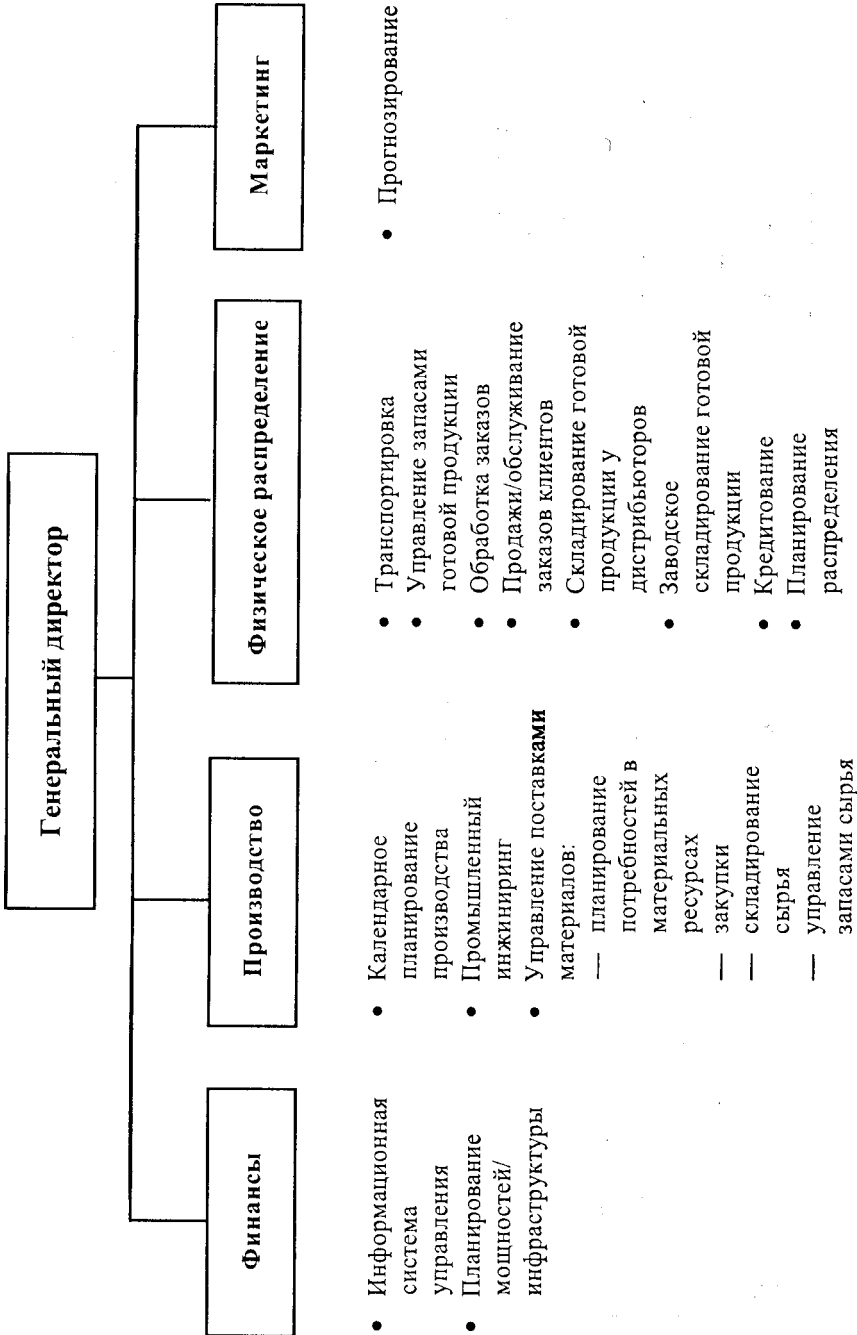 Генеральный директор
Финансы
Производство
Физическое распределение
Маркетинг
• Информационная
система
управления
• Планирование
мощностей/
инфраструктуры
• Календарное
планирование
производства
• Промышленный
инжиниринг
• Управление поставками
материалов:
— планирование
потребностей в
материальных
ресурсах
— закупки
— складирование
сырья
— управление
запасами сырья
• Транспортировка
• Управление запасами
готовой продукции
• Обработка заказов
• Продажи/обслуживание
заказов клиентов
• Складирование готовой
продукции у
дистрибьюторов
• Заводское
складирование готовой
продукции
• Кредитование
• Планирование
распределения
• Прогнозирование